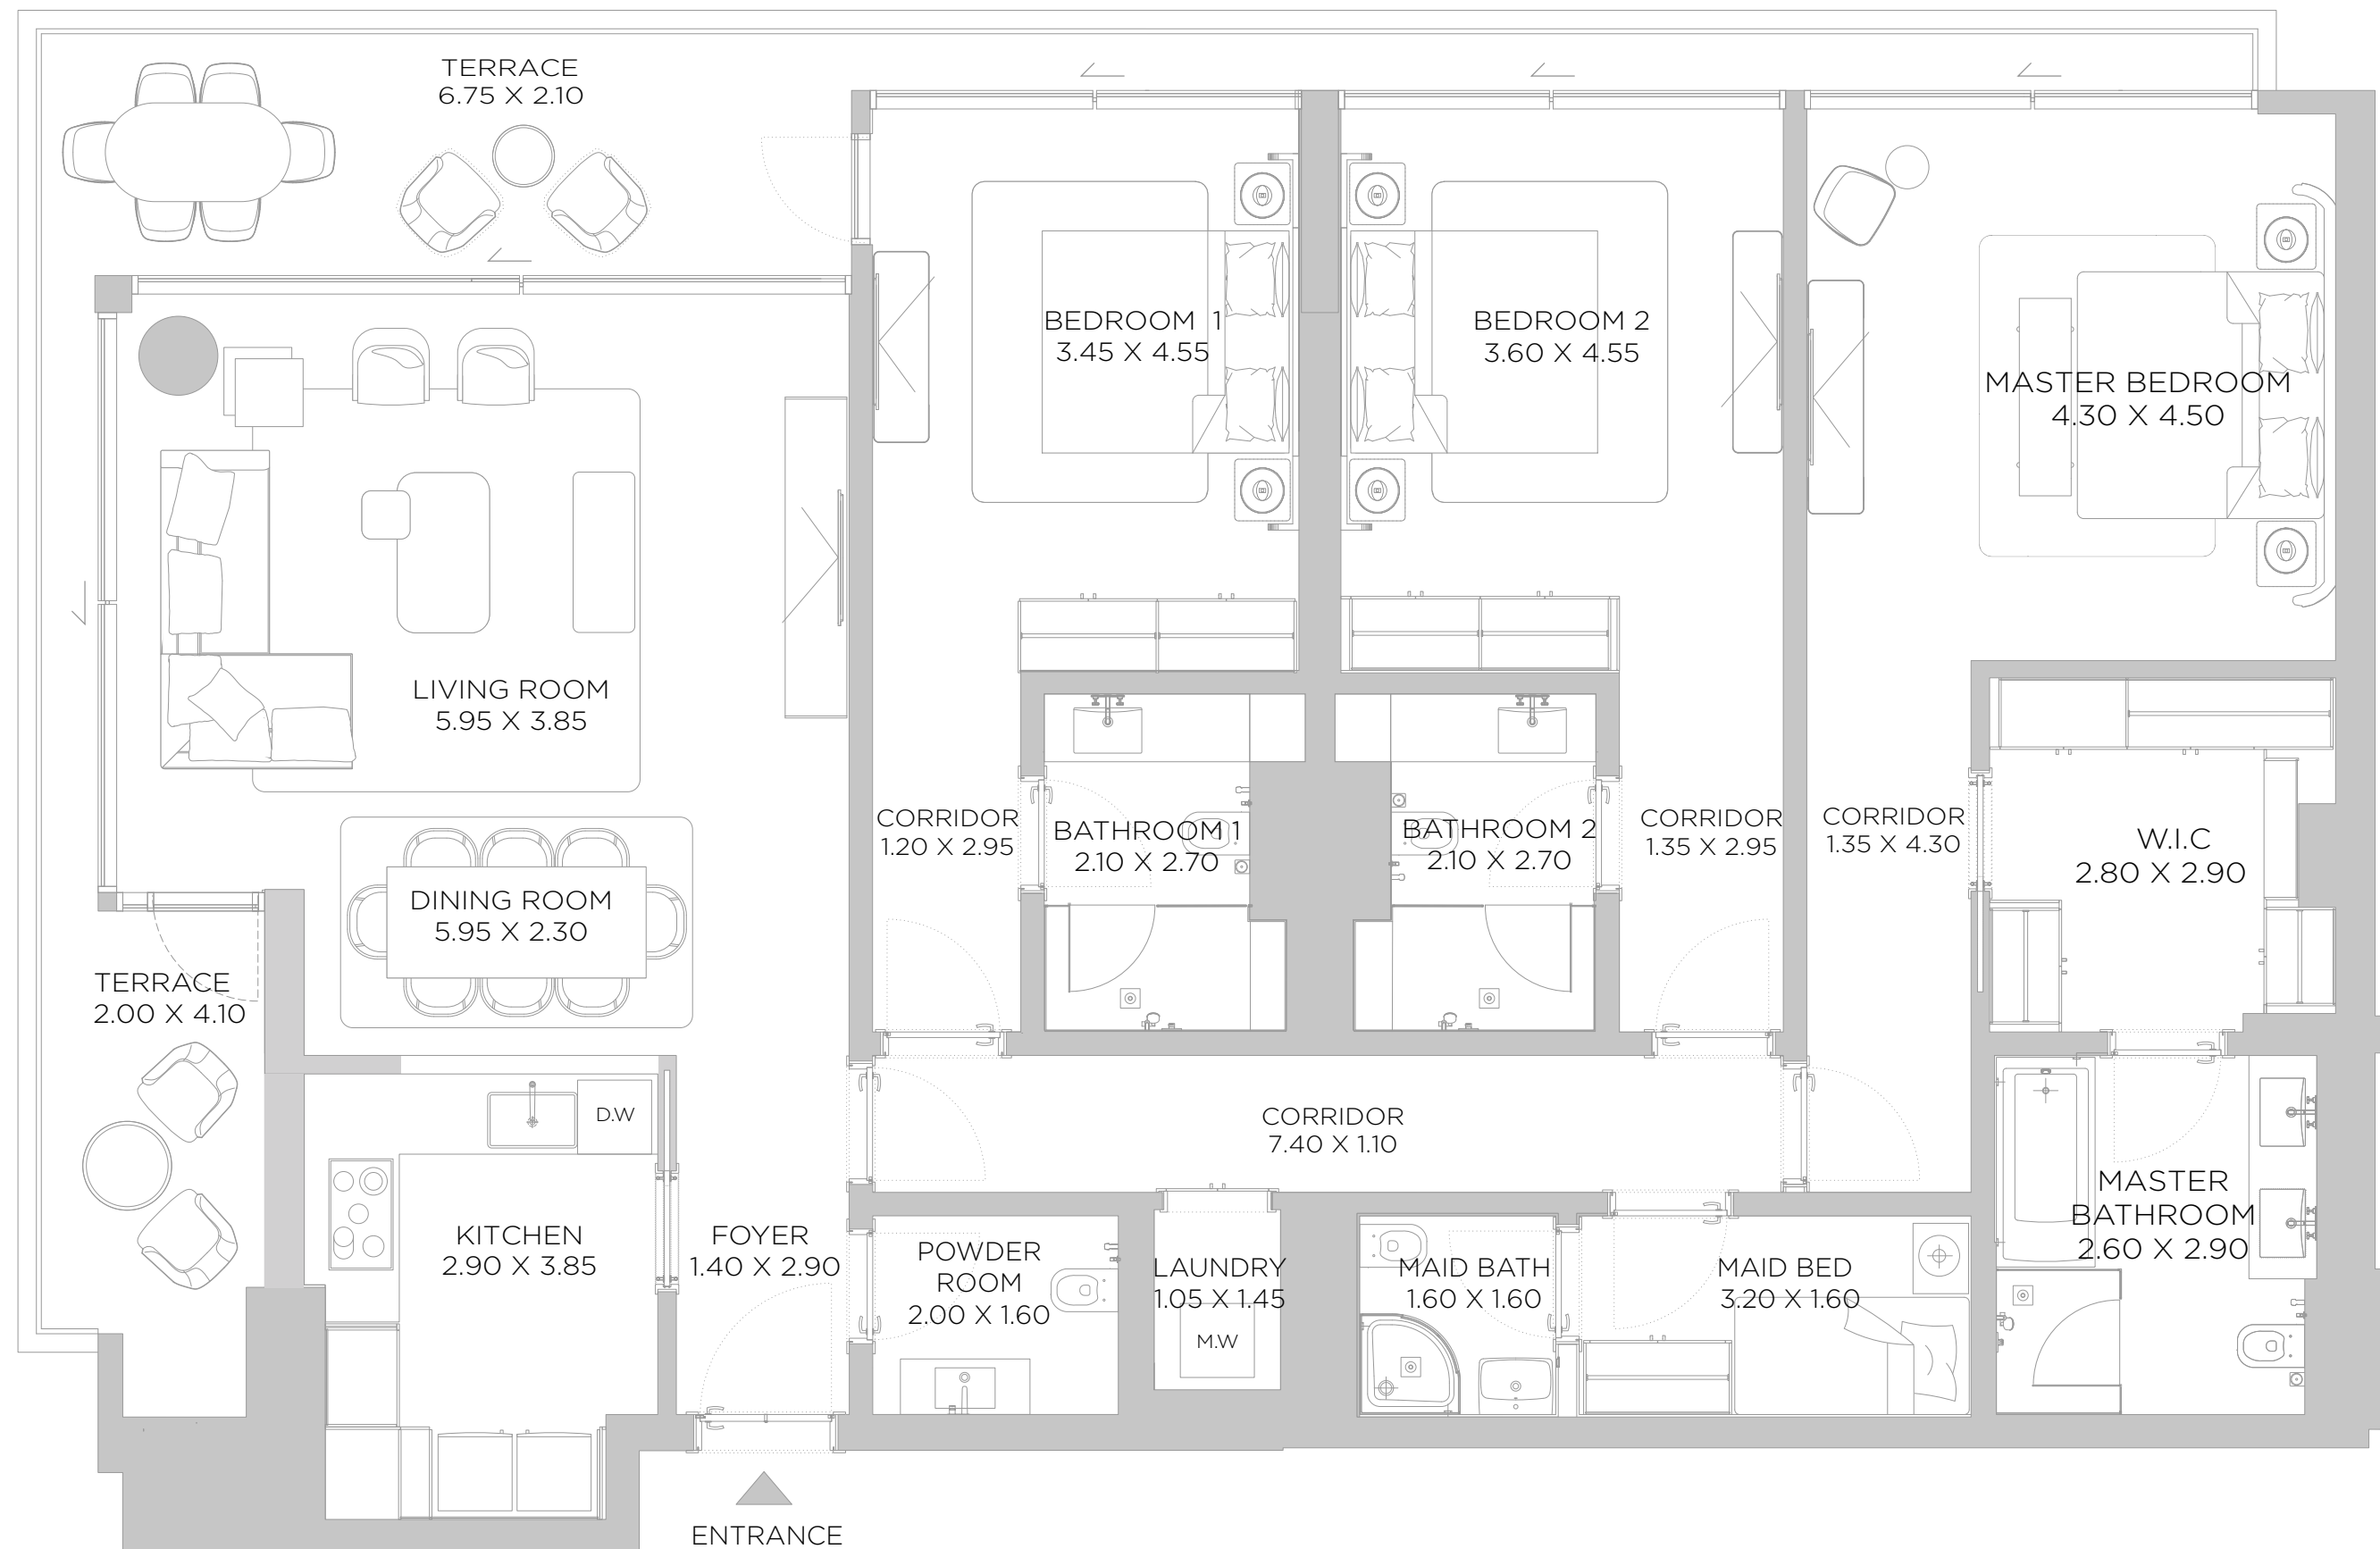 TERRACE
6.75 X 2.10
BEDROOM 1
3.45 X 4.55
BEDROOM 2
3.60 X 4.55
MASTER BEDROOM
4.30 X 4.50
LIVING ROOM
5.95 X 3.85
CORRIDOR
1.20 X 2.95
BATHROOM 1
2.10 X 2.70
BATHROOM 2
2.10 X 2.70
CORRIDOR
1.35 X 2.95
CORRIDOR
1.35 X 4.30
W.I.C
2.80 X 2.90
DINING ROOM
5.95 X 2.30
TERRACE
2.00 X 4.10
D.W
CORRIDOR
7.40 X 1.10
KITCHEN
2.90 X 3.85
FOYER
1.40 X 2.90
POWDER
ROOM
2.00 X 1.60
LAUNDRY
1.05 X 1.45
M.W
MAID BATH
1.60 X 1.60
MAID BED
3.20 X 1.60
MASTER
BATHROOM
2.60 X 2.90
ENTRANCE